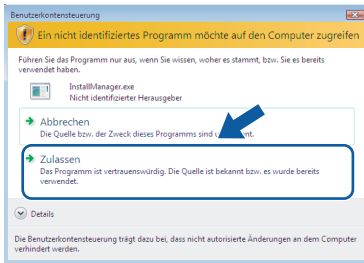 Benutzerkontensteuerung
Ein nicht identifiziertes Programm möchte auf den Computer zugreifen
Führen Sie das Programm nur aus, wenn Sie wissen, woher es stammt, bzw. Sie es bereits
verwendet haben.
InstallManager.exe
Nicht identifizierter Herausgeber
Abbrechen
Die Quelle bzw. der Zweck dieses Programms sind
Zulassen
Das Programm ist vertrauenswürdig. Die Quelle ist bekannt bzw. es wurde bereits
verwendet.
Details
Die Benutzerkontensteuerung trägt dazu bei, dass nicht autorisierte Änderungen an dem Computer
verhindert werden.